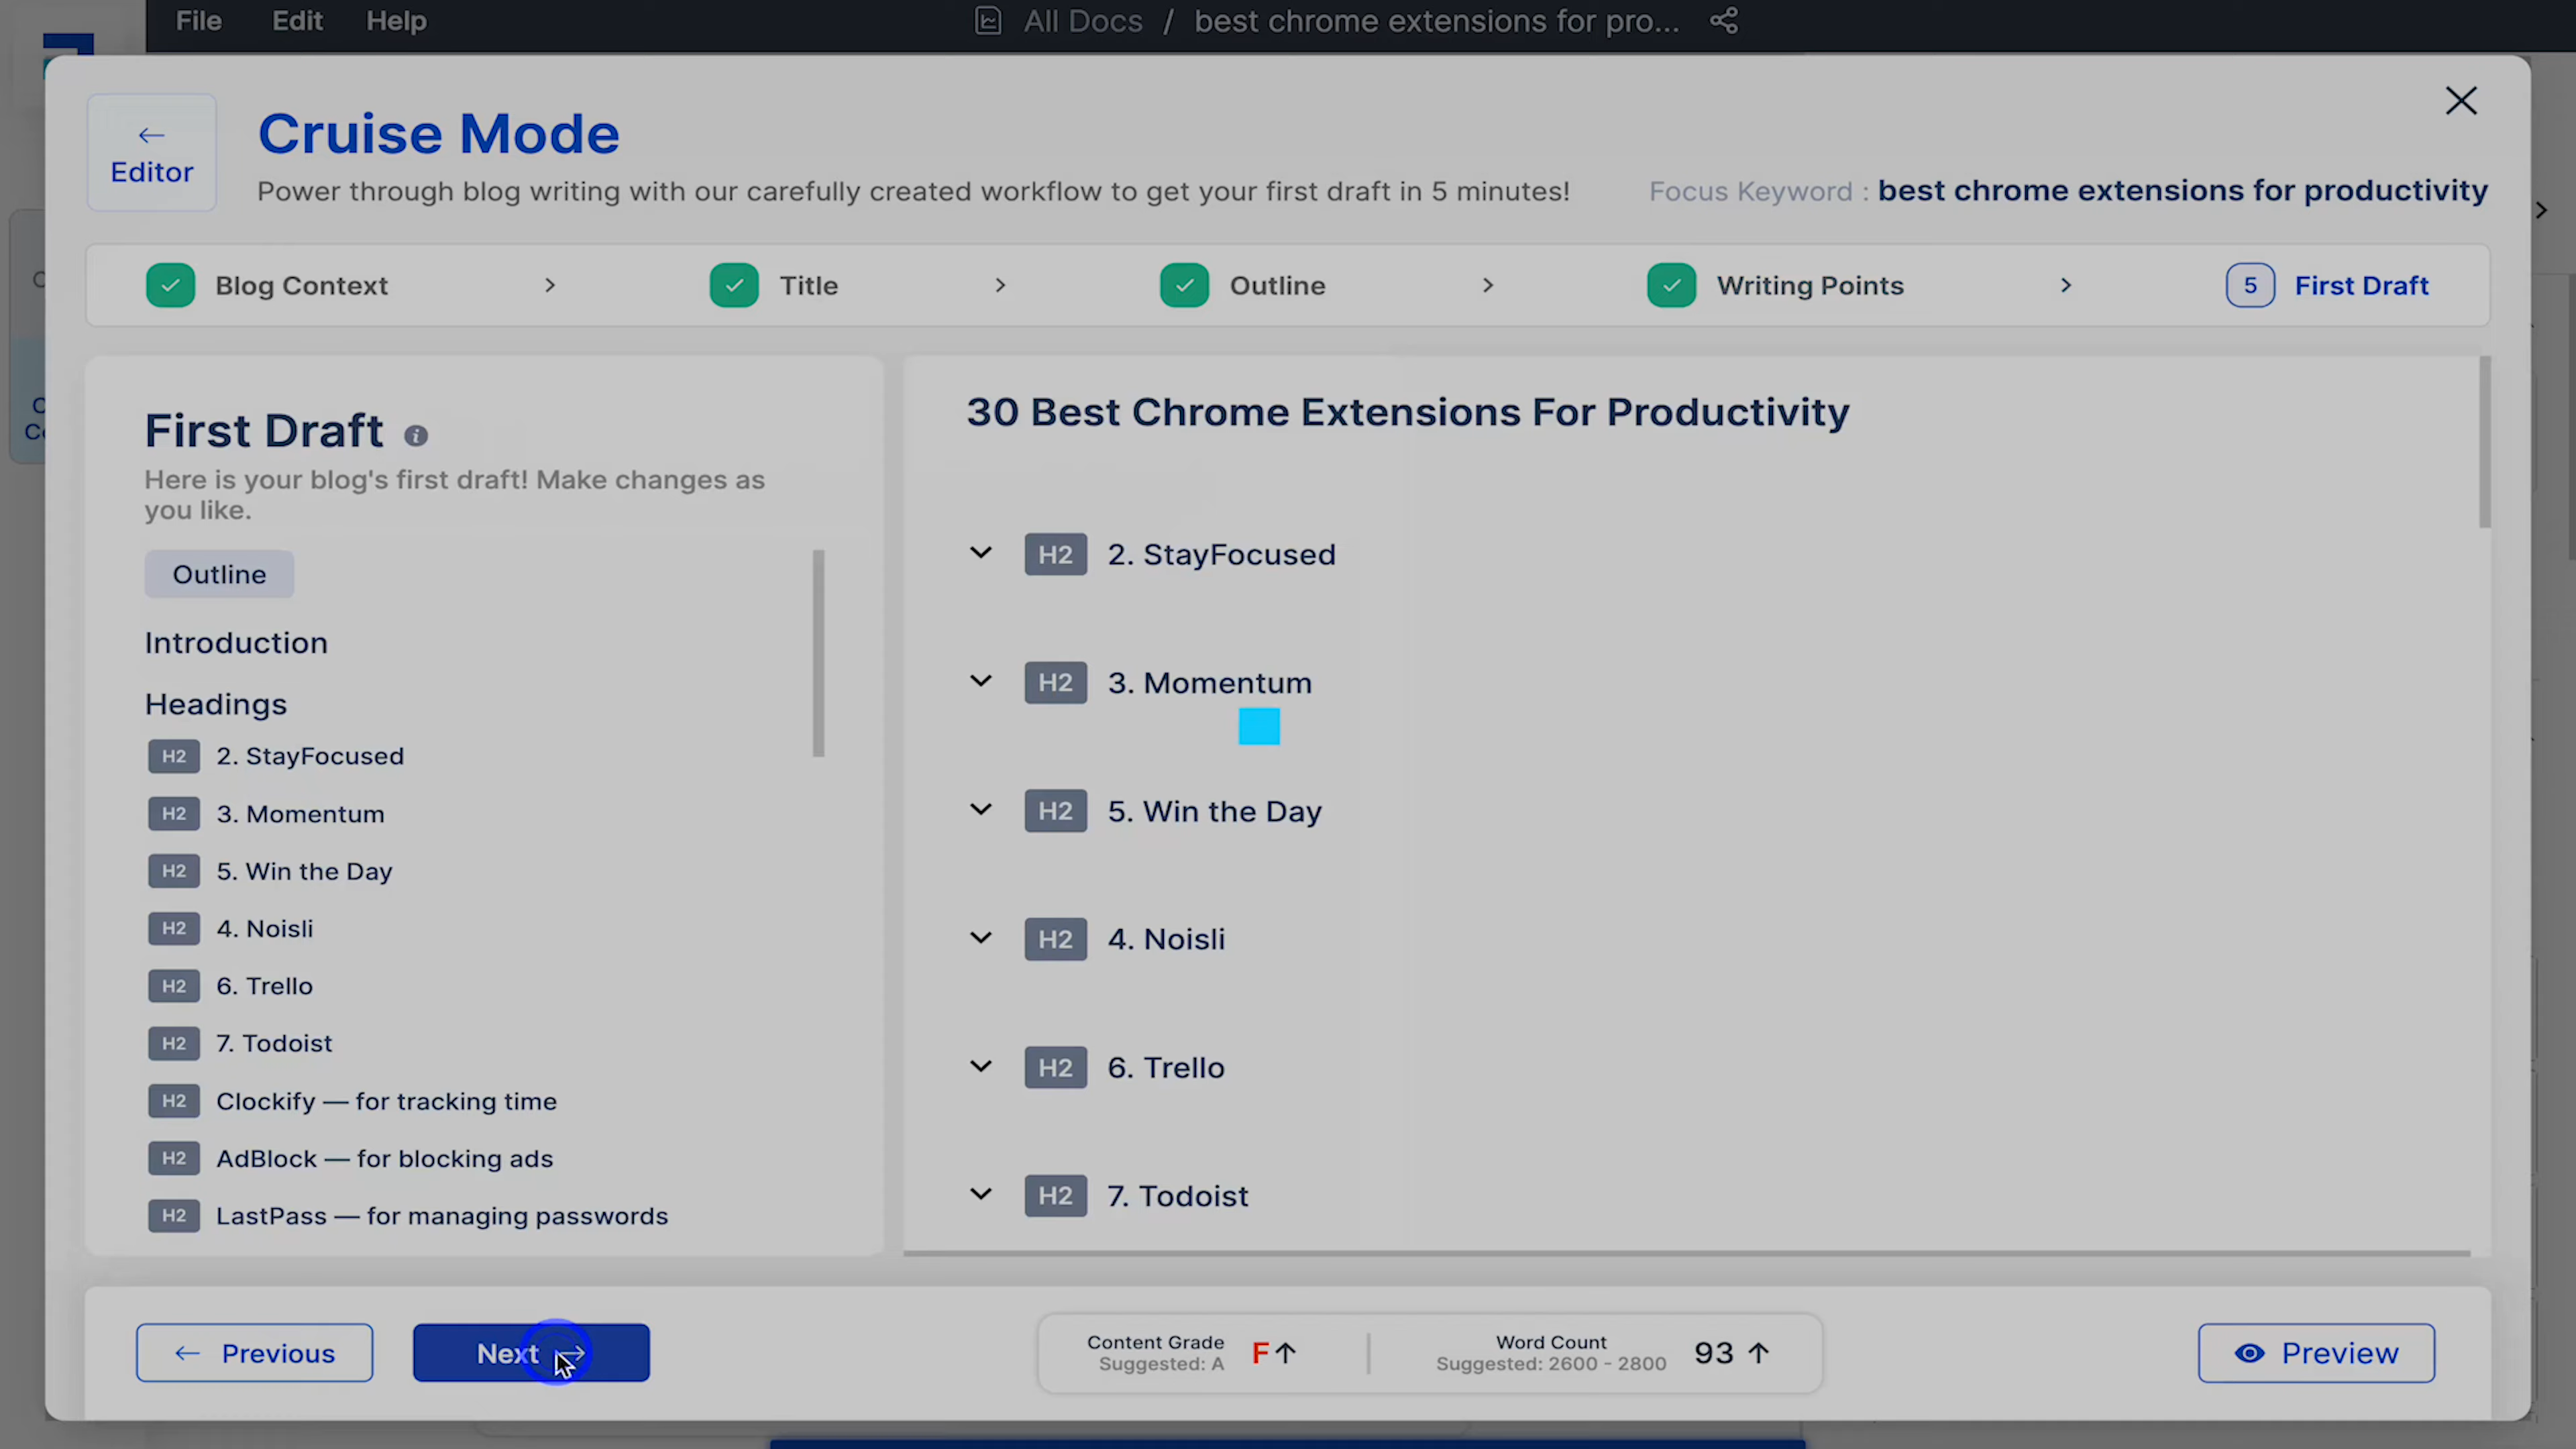 File Edit Help
All Docs / best chrome extensions for pro...
← Editor
Cruise Mode
Power through blog writing with our carefully created workflow to get your first draft in 5 minutes!
Focus Keyword : best chrome extensions for productivity
Blog Context > Title > Outline > Writing Points > 5 First Draft
First Draft
Here is your blog's first draft! Make changes as
you like.
Outline
Introduction
Headings
H2 2. StayFocused
H2 3. Momentum
H2 5. Win the Day
H2 4. Noisli
H2 6. Trello
H2 7. Todoist
H2 Clockify — for tracking time
H2 AdBlock — for blocking ads
H2 LastPass — for managing passwords
30 Best Chrome Extensions For Productivity
H2 2. StayFocused
H2 3. Momentum
H2 5. Win the Day
H2 4. Noisli
H2 6. Trello
H2 7. Todoist
← Previous
Next →
Content Grade
Suggested: A
F↑
Word Count
Suggested: 2600 - 2800
93 ↑
Preview